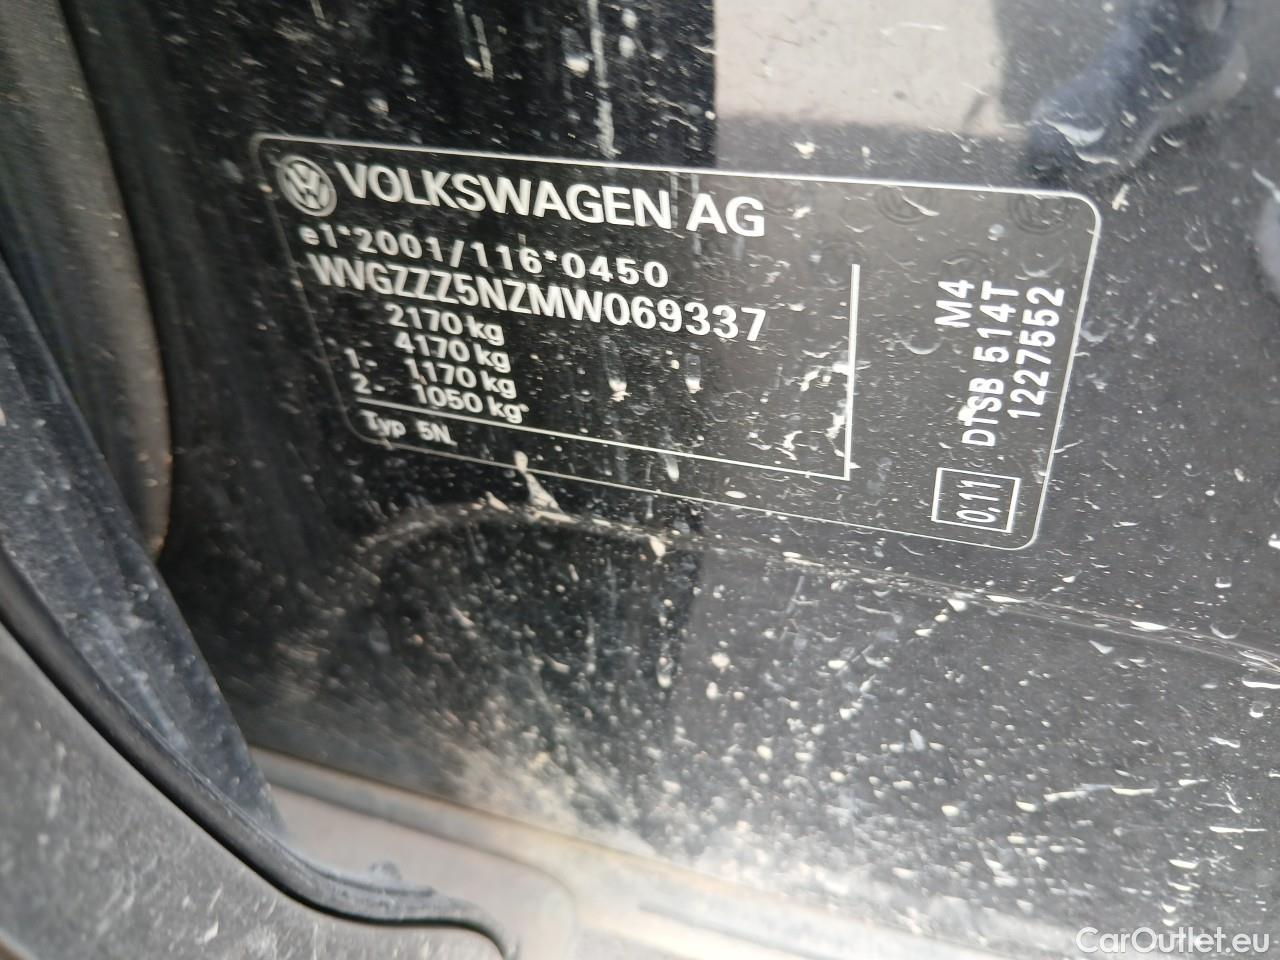 VOLKSWAGEN AG
e1*2001/116*0450
WVGZZZ5NZMW069337
2170 kg
4170 kg
1- 1170 kg
2- 1050 kg
Typ 5N
M4
DTSB 514T
1227552
0,11
CarOutlet.eu